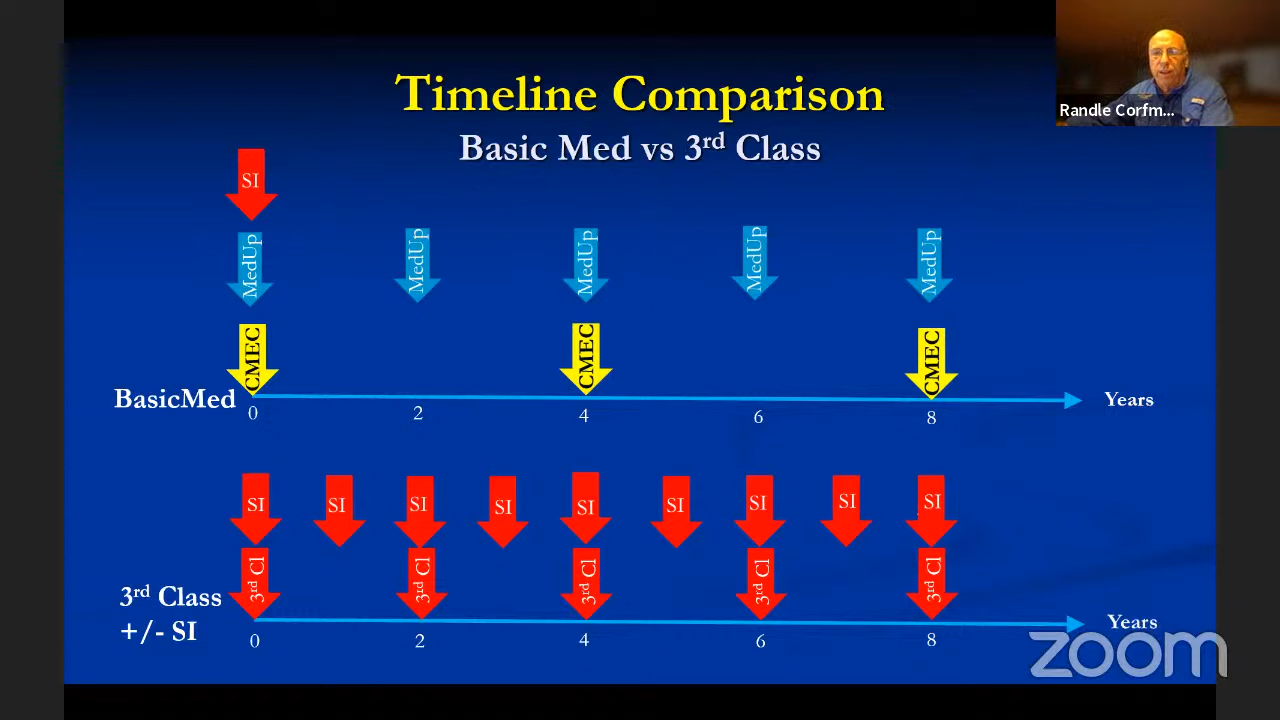 Timeline Comparison
Basic Med vs 3rd Class
Randle Corfm...
SI
MedUp MedUp MedUp MedUp MedUp
CMEC CMEC CMEC
BasicMed
Years
0 2 4 6 8
SI SI SI SI SI SI SI SI SI
3rd Cl 3rd Cl 3rd Cl 3rd Cl 3rd Cl
3rd Class
+/- SI
Years
0 2 4 6 8
zoom